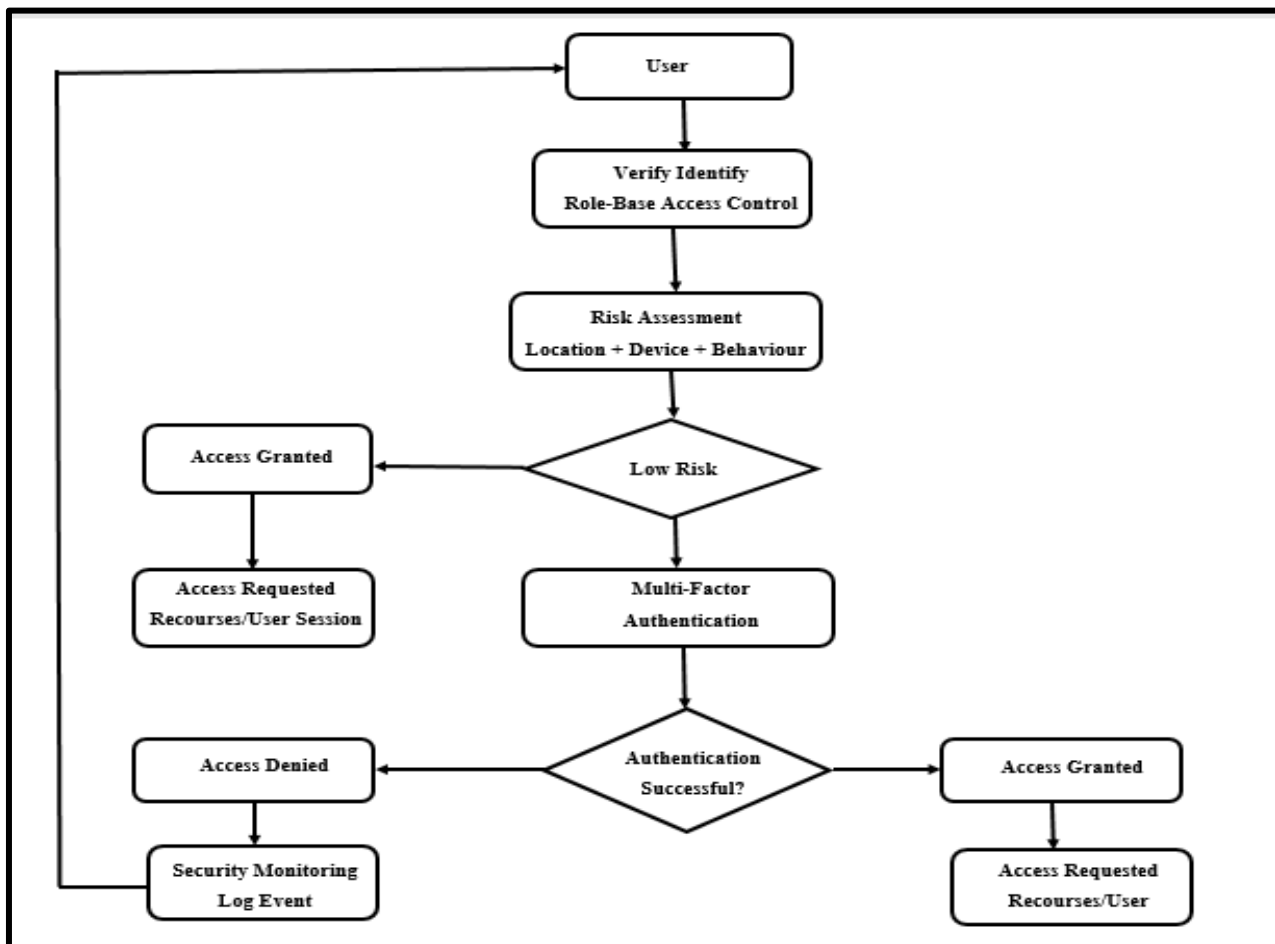 User
Verify Identify
Role-Base Access Control
Risk Assessment
Location + Device + Behaviour
Low Risk
Access Granted
Access Requested
Recourses/User Session
Multi-Factor
Authentication
Authentication
Successful?
Access Denied
Access Granted
Security Monitoring
Log Event
Access Requested
Recourses/User